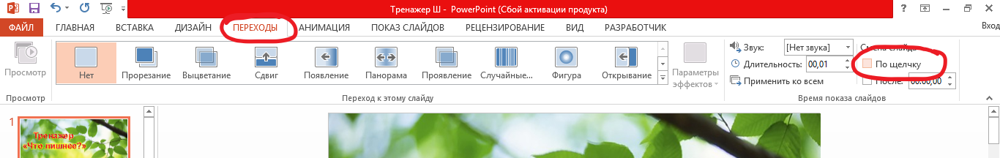 Тренажер Ш - PowerPoint (Сбой активации продукта)
ФАЙЛ ГЛАВНАЯ ВСТАВКА ДИЗАЙН ПЕРЕХОДЫ АНИМАЦИЯ ПОКАЗ СЛАЙДОВ РЕЦЕНЗИРОВАНИЕ ВИД РАЗРАБОТЧИК Вход
Просмотр
Нет Прорезание Выцветание Сдвиг Появление Панорама Проявление Случайные... Фигура Открывание
Параметры
эффектов
Звук: [Нет звука]
Длительность: 00,01
Применить ко всем
Смена слайда
По щелчку
После: 00:00,00
Просмотр Переход к этому слайду Время показа слайдов
1
Тренажер
«Что лишнее?»